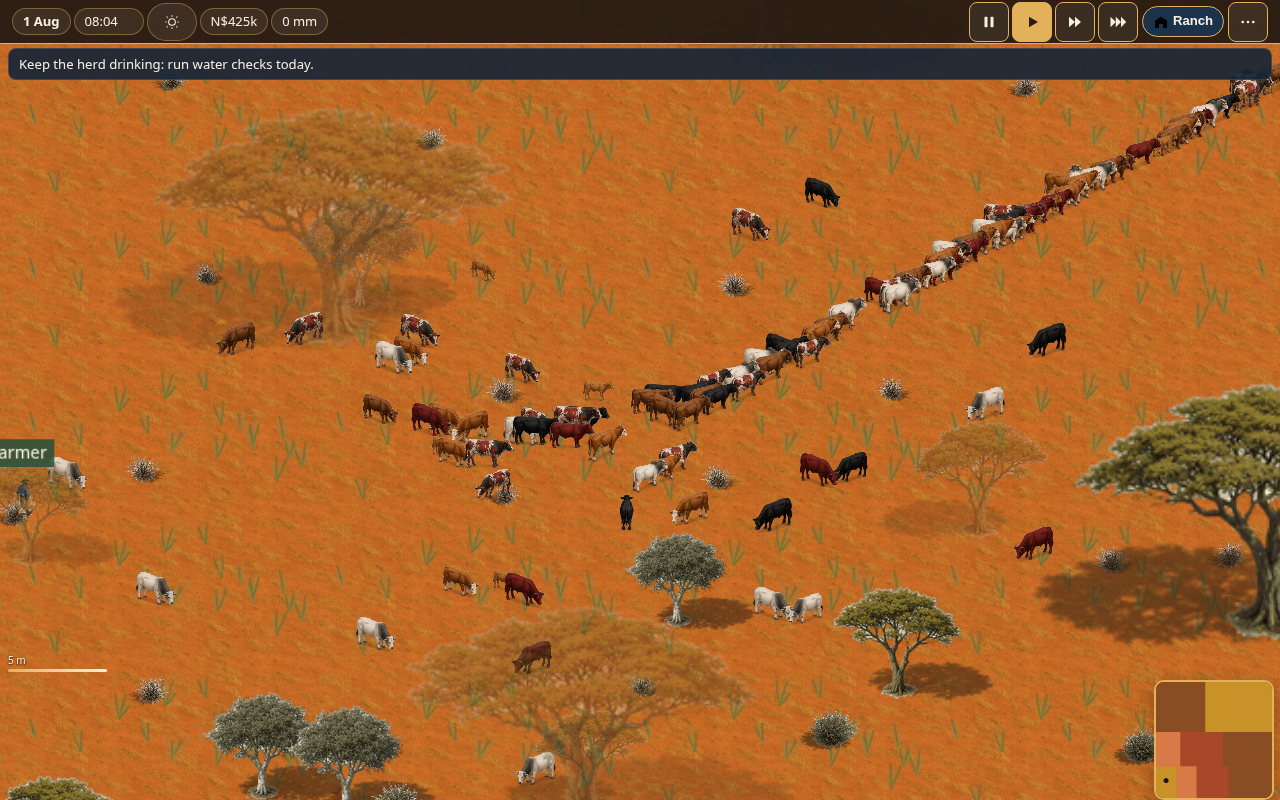 1 Aug
08:04
N$425k
0 mm
Ranch
Keep the herd drinking: run water checks today.
armer
5 m